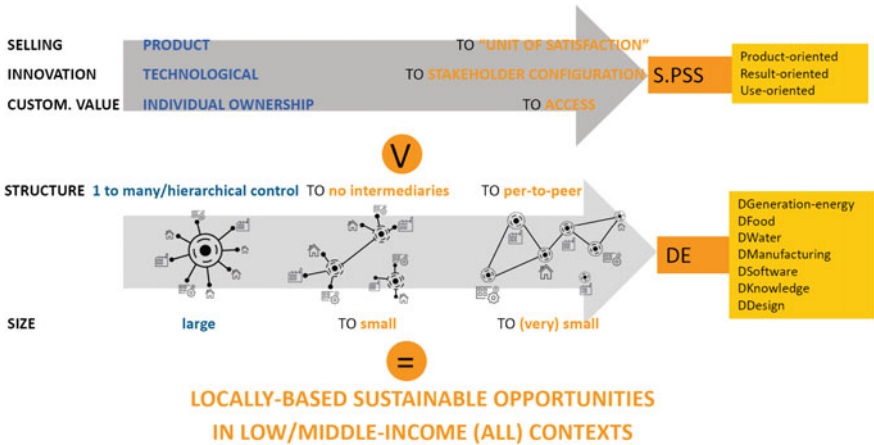 SELLING PRODUCT TO “UNIT OF SATISFACTION”
INNOVATION TECHNOLOGICAL TO STAKEHOLDER CONFIGURATION
CUSTOM. VALUE INDIVIDUAL OWNERSHIP TO ACCESS
S.PSS
Product-oriented
Result-oriented
Use-oriented
V
STRUCTURE 1 to many/hierarchical control TO no intermediaries TO per-to-peer
DE
DGeneration-energy
DFood
DWater
DManufacturing
DSoftware
DKnowledge
DDesign
SIZE large TO small TO (very) small
=
LOCALLY-BASED SUSTAINABLE OPPORTUNITIES
IN LOW/MIDDLE-INCOME (ALL) CONTEXTS